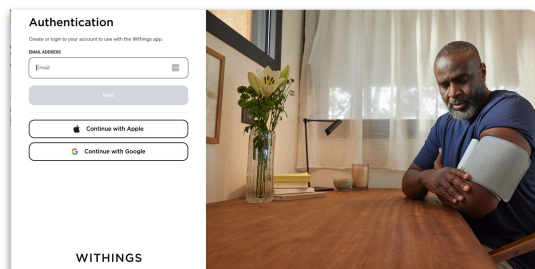 Authentication
Create or login to your account to use with the Withings app.
EMAIL ADDRESS
Email
Next
Continue with Apple
Continue with Google
WITHINGS